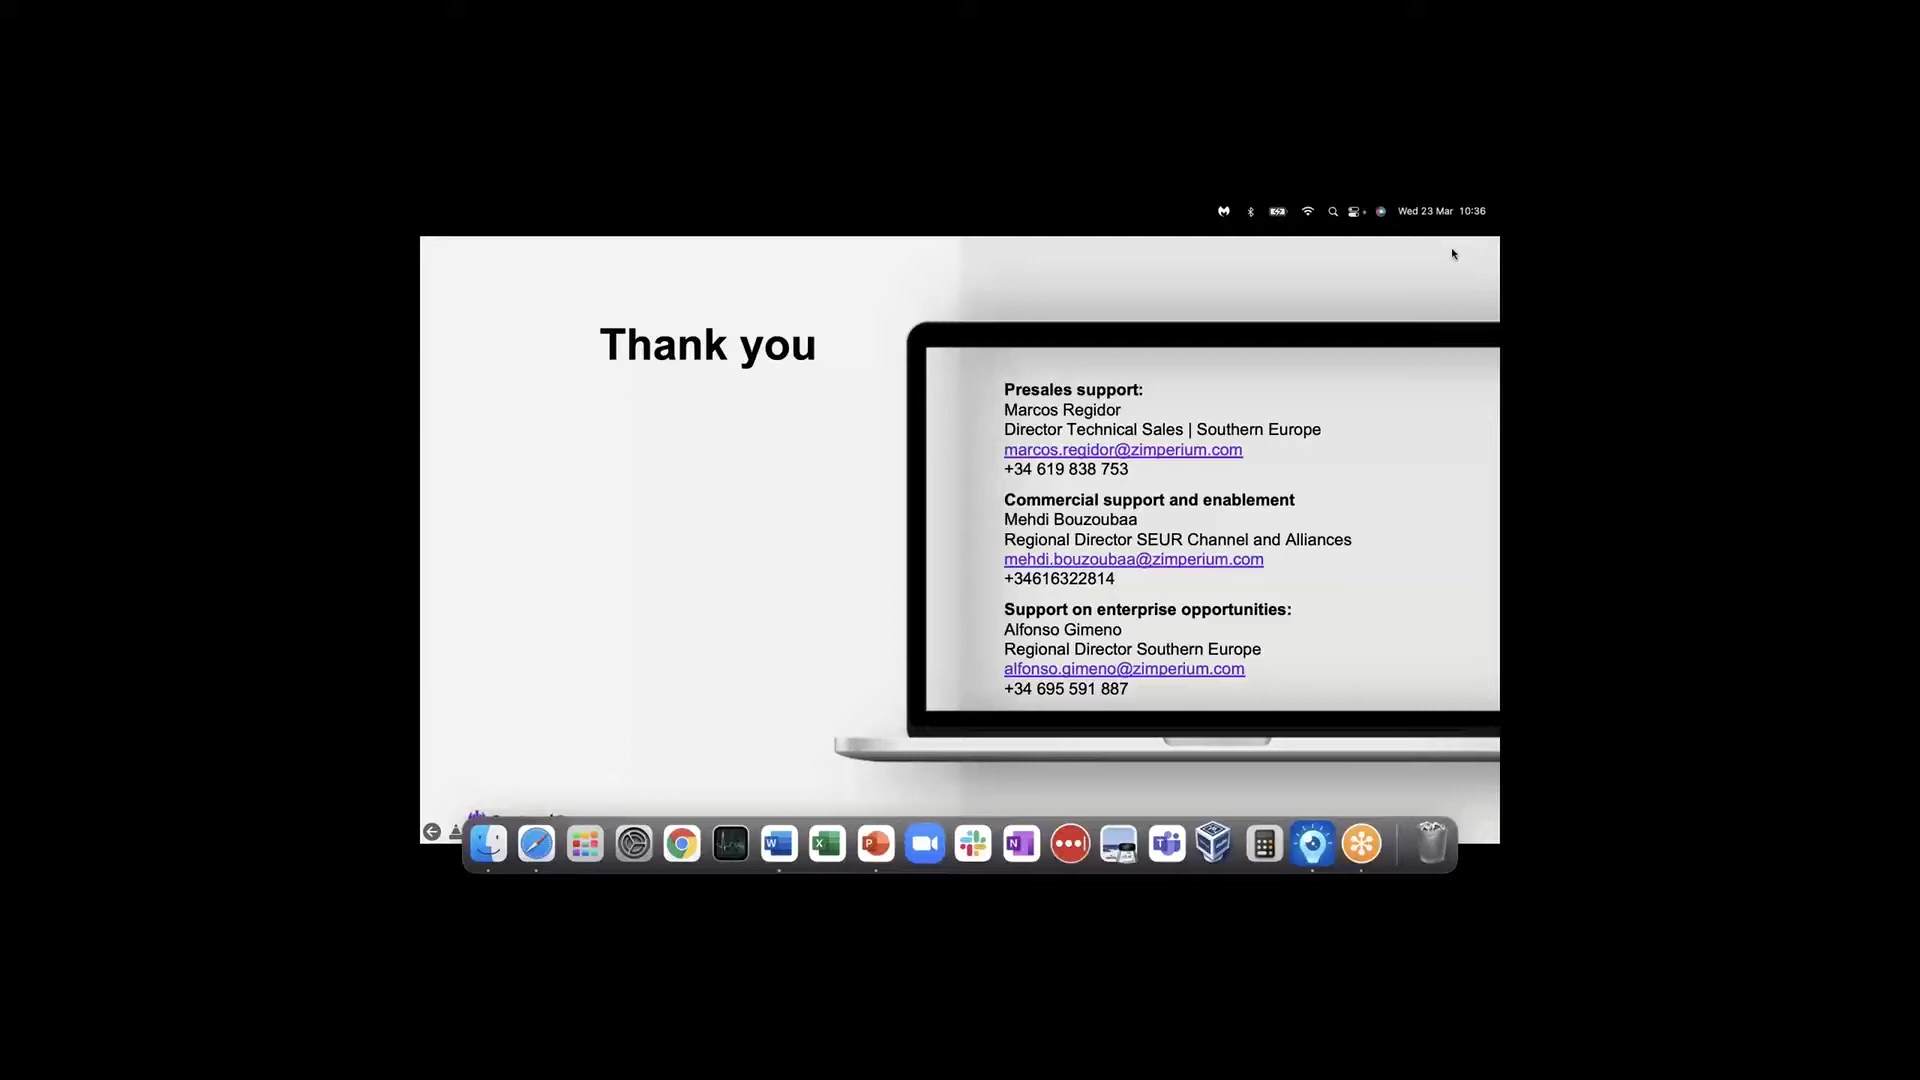 Wed 23 Mar 10:36
Thank you
Presales support:
Marcos Regidor
Director Technical Sales | Southern Europe
marcos.regidor@zimperium.com
+34 619 838 753
Commercial support and enablement
Mehdi Bouzoubaa
Regional Director SEUR Channel and Alliances
mehdi.bouzoubaa@zimperium.com
+34616322814
Support on enterprise opportunities:
Alfonso Gimeno
Regional Director Southern Europe
alfonso.gimeno@zimperium.com
+34 695 591 887